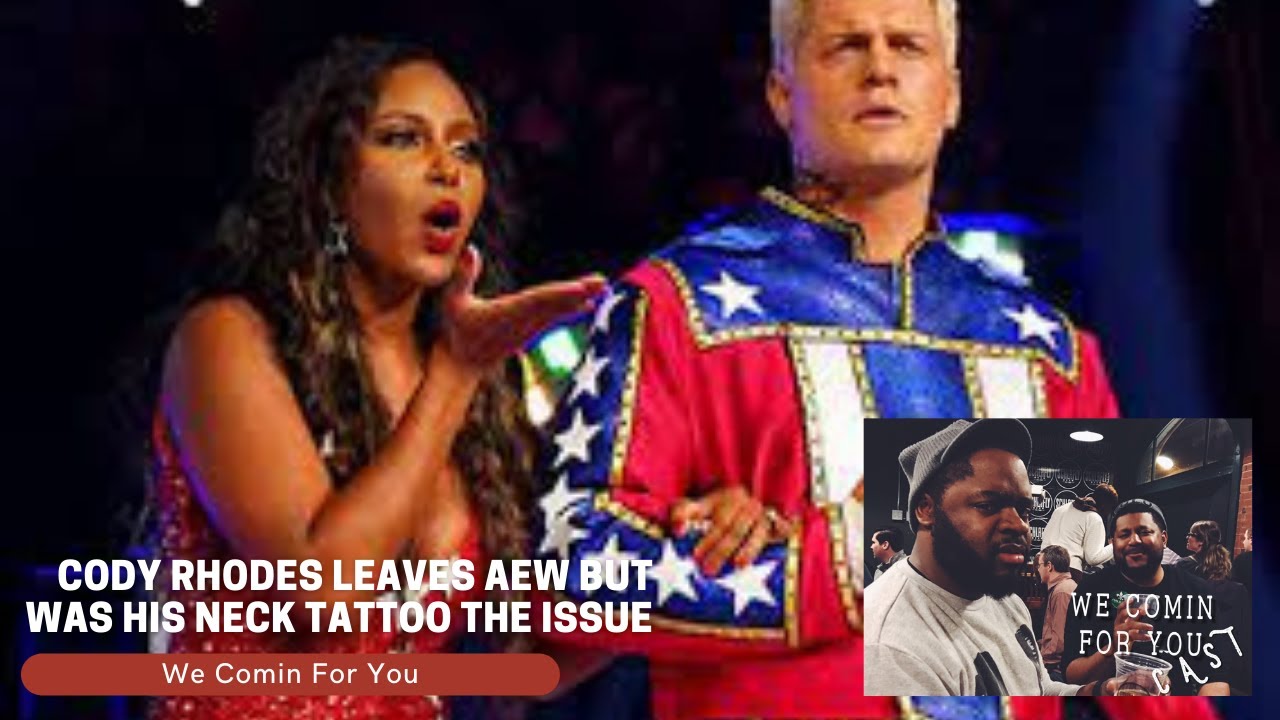 CODY RHODES LEAVES AEW BUT
WAS HIS NECK TATTOO THE ISSUE
We Comin For You
WE COMIN
FOR YOU
CAST